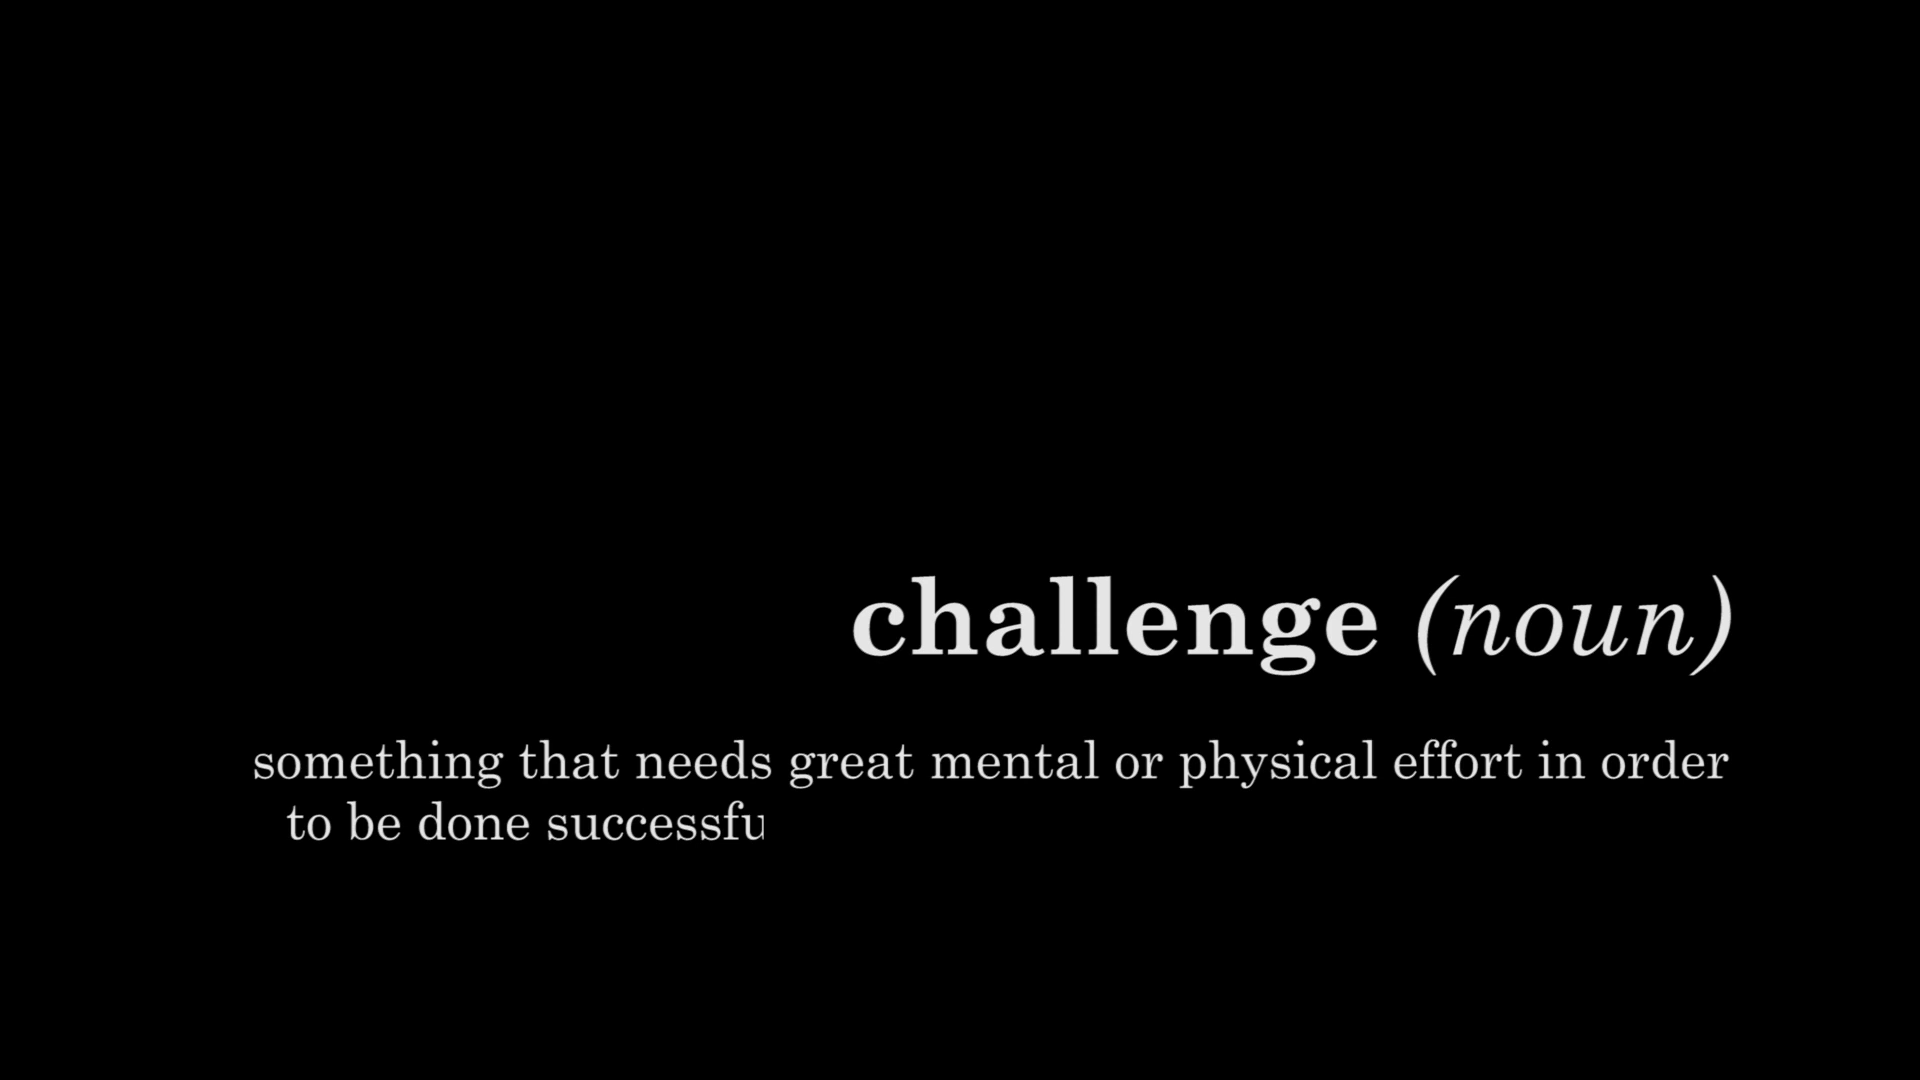 challenge (noun)
something that needs great mental or physical effort in order
to be done successfu